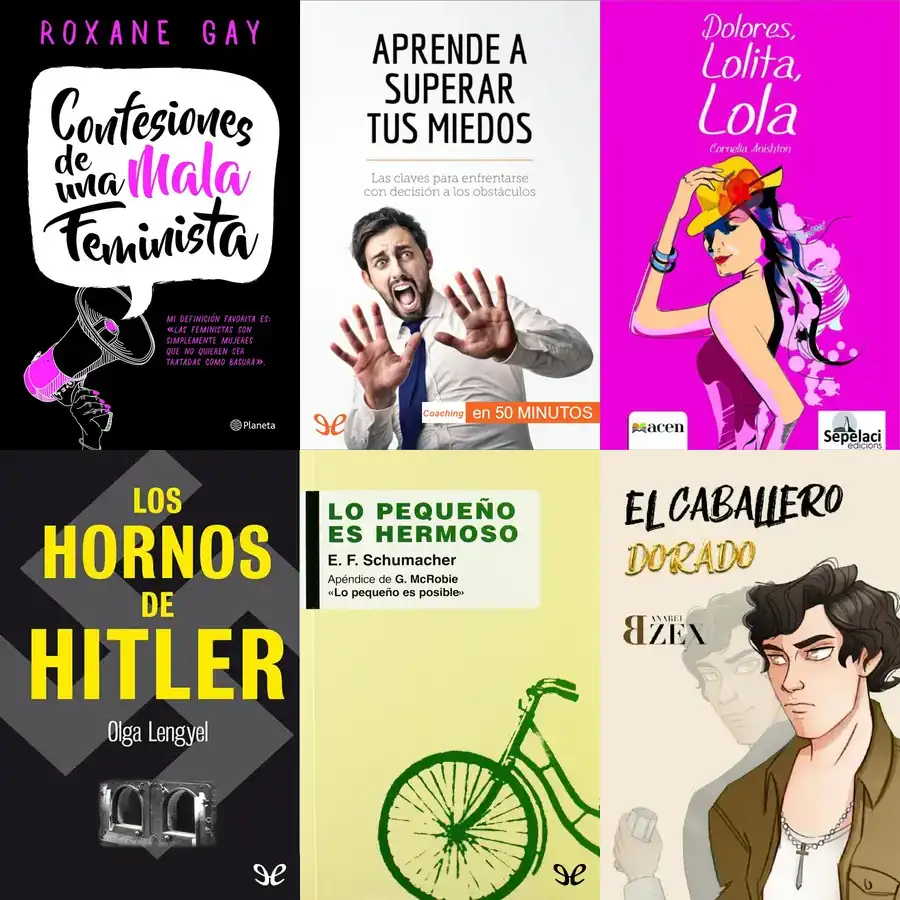 ROXANE GAY
Confesiones
de
una Mala
Feminista
MI DEFINICIÓN FAVORITA ES:
«LAS FEMINISTAS SON
SIMPLEMENTE MUJERES
QUE NO QUIEREN SER
TRATADAS COMO BASURA».
Planeta
APRENDE A
SUPERAR
TUS MIEDOS
Las claves para enfrentarse
con decisión a los obstáculos
Coaching en 50 MINUTOS
Dolores,
Lolita,
Lola
Cornelia Anishton
acen
Sepelaci
edicions
LOS
HORNOS
DE
HITLER
Olga Lengyel
LO PEQUEÑO
ES HERMOSO
E. F. Schumacher
Apéndice de G. McRobie
«Lo pequeño es posible»
EL CABALLERO
DORADO
ANABEL
B ZEX